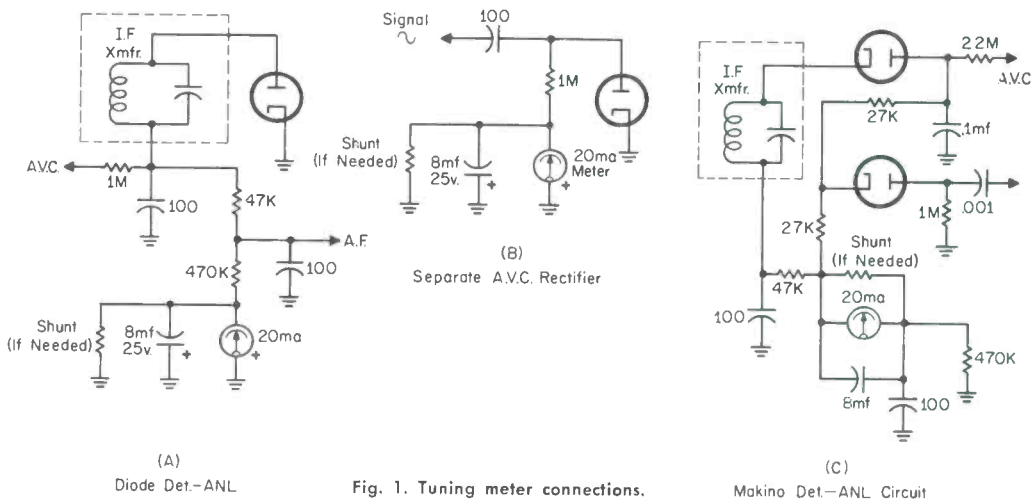 I.F.
Xmfr.
A.V.C.
1M
100
47K
A.F.
470K
100
Shunt
(If Needed)
8mf
25v.
+
20ma
+
(A)
Diode Det.-ANL
Signal
100
1M
Shunt
(If Needed)
8mf
25v.
+
20ma
Meter
+
(B)
Separate A.V.C. Rectifier
Fig. 1. Tuning meter connections.
I.F.
Xmfr.
22M
A.V.C
27K
.1mf
1M
.001
27K
Shunt
(If Needed)
47K
20ma
100
470K
8mf
100
(C)
Makino Det.-ANL Circuit